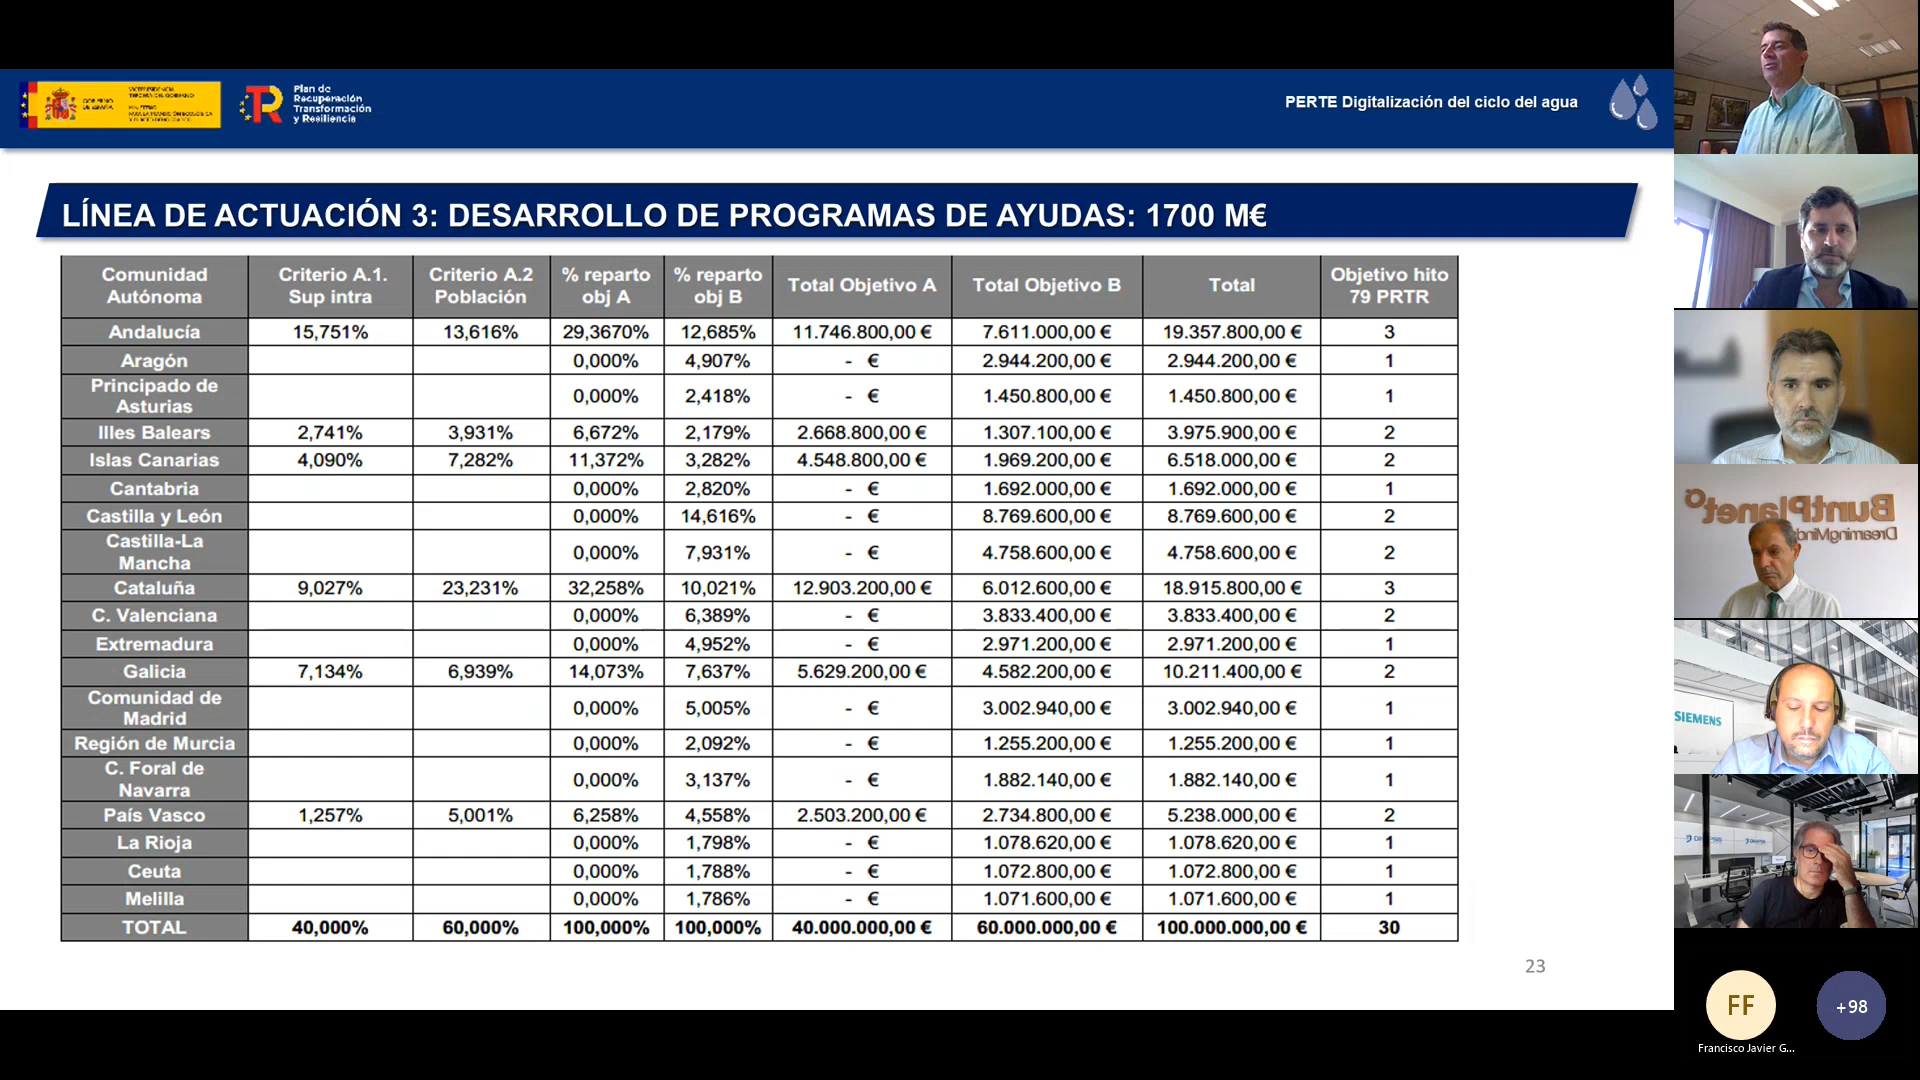 GOBIERNO DE ESPAÑA
VICEPRESIDENCIA
TERCERA DEL GOBIERNO
MINISTERIO
PARA LA TRANSICIÓN ECOLÓGICA
Y EL RETO DEMOGRÁFICO
Plan de
Recuperación
Transformación
y Resiliencia
PERTE Digitalización del ciclo del agua
LÍNEA DE ACTUACIÓN 3: DESARROLLO DE PROGRAMAS DE AYUDAS: 1700 M€
Comunidad Autónoma Criterio A.1. Sup intra Criterio A.2 Población % reparto obj A % reparto obj B Total Objetivo A Total Objetivo B Total Objetivo hito 79 PRTR
Andalucía 15,751% 13,616% 29,3670% 12,685% 11.746.800,00 € 7.611.000,00 € 19.357.800,00 € 3
Aragón 0,000% 4,907% - € 2.944.200,00 € 2.944.200,00 € 1
Principado de Asturias 0,000% 2,418% - € 1.450.800,00 € 1.450.800,00 € 1
Illes Balears 2,741% 3,931% 6,672% 2,179% 2.668.800,00 € 1.307.100,00 € 3.975.900,00 € 2
Islas Canarias 4,090% 7,282% 11,372% 3,282% 4.548.800,00 € 1.969.200,00 € 6.518.000,00 € 2
Cantabria 0,000% 2,820% - € 1.692.000,00 € 1.692.000,00 € 1
Castilla y León 0,000% 14,616% - € 8.769.600,00 € 8.769.600,00 € 2
Castilla-La Mancha 0,000% 7,931% - € 4.758.600,00 € 4.758.600,00 € 2
Cataluña 9,027% 23,231% 32,258% 10,021% 12.903.200,00 € 6.012.600,00 € 18.915.800,00 € 3
C. Valenciana 0,000% 6,389% - € 3.833.400,00 € 3.833.400,00 € 2
Extremadura 0,000% 4,952% - € 2.971.200,00 € 2.971.200,00 € 1
Galicia 7,134% 6,939% 14,073% 7,637% 5.629.200,00 € 4.582.200,00 € 10.211.400,00 € 2
Comunidad de Madrid 0,000% 5,005% - € 3.002.940,00 € 3.002.940,00 € 1
Región de Murcia 0,000% 2,092% - € 1.255.200,00 € 1.255.200,00 € 1
C. Foral de Navarra 0,000% 3,137% - € 1.882.140,00 € 1.882.140,00 € 1
País Vasco 1,257% 5,001% 6,258% 4,558% 2.503.200,00 € 2.734.800,00 € 5.238.000,00 € 2
La Rioja 0,000% 1,798% - € 1.078.620,00 € 1.078.620,00 € 1
Ceuta 0,000% 1,788% - € 1.072.800,00 € 1.072.800,00 € 1
Melilla 0,000% 1,786% - € 1.071.600,00 € 1.071.600,00 € 1
TOTAL 40,000% 60,000% 100,000% 100,000% 40.000.000,00 € 60.000.000,00 € 100.000.000,00 € 30
23
BuntPlanet
DreamingMinds
SIEMENS
FF
+98
Francisco Javier G...